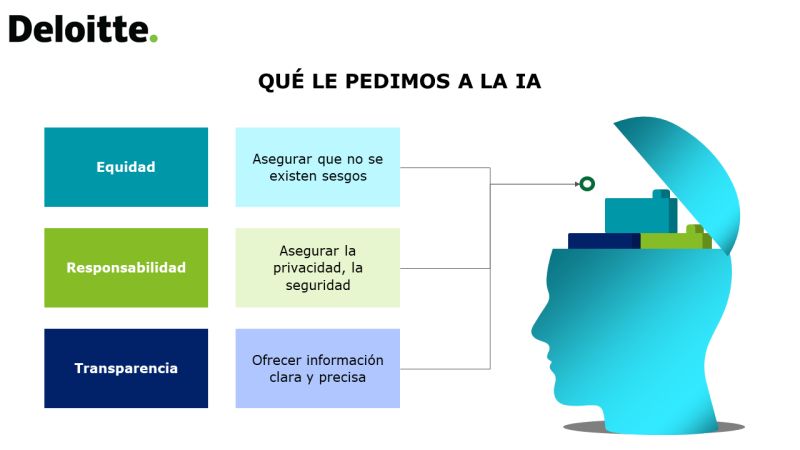 Deloitte.
QUÉ LE PEDIMOS A LA IA
Equidad
Asegurar que no se
existen sesgos
Responsabilidad
Asegurar la
privacidad, la
seguridad
Transparencia
Ofrecer información
clara y precisa